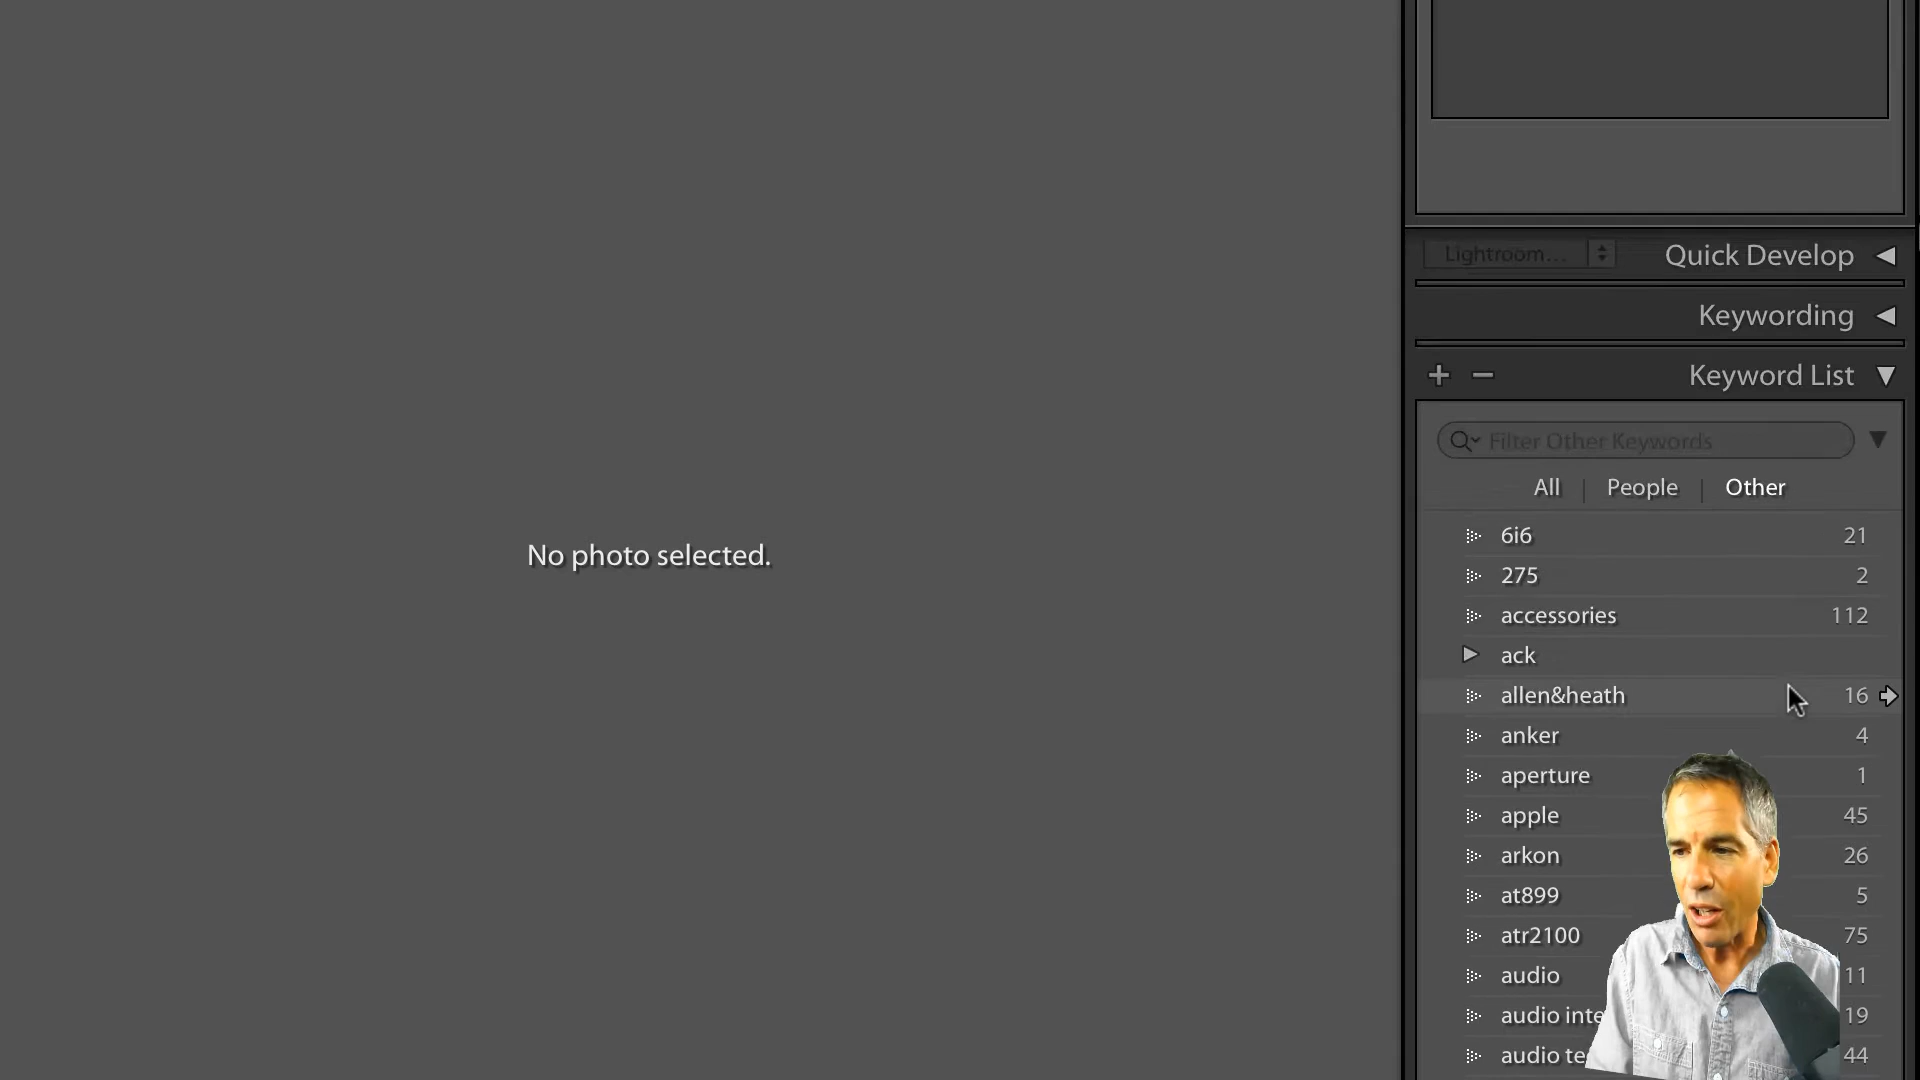 Lightroom...
Quick Develop
Keywording
Keyword List
Filter Other Keywords
All | People | Other
6i6 21
275 2
accessories 112
ack
allen&heath 16
No photo selected.
anker 4
aperture 1
apple 45
arkon 26
at899 5
atr2100 75
audio 11
audio 19
audio 44